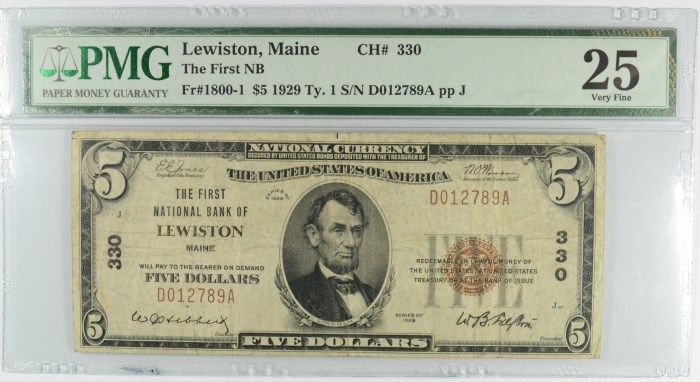 PMG
PAPER MONEY GUARANTY
Lewiston, Maine CH# 330
The First NB
Fr#1800-1 $5 1929 Ty. 1 S/N D012789A pp J
25
Very Fine
NATIONAL CURRENCY
SECURED BY UNITED STATES BONDS DEPOSITED WITH THE TREASURER OF
THE UNITED STATES OF AMERICA
5
5
SERIES OF 1929
D012789A
THE FIRST
NATIONAL BANK OF
LEWISTON
MAINE
J
330
WILL PAY TO THE BEARER ON DEMAND
FIVE DOLLARS
D012789A
FIVE
REDEEMABLE IN LAWFUL MONEY OF
THE UNITED STATES AT UNITED STATES
TREASURY OR AT THE BANK OF ISSUE
330
SERIES OF
1929
5
FIVE DOLLARS
5